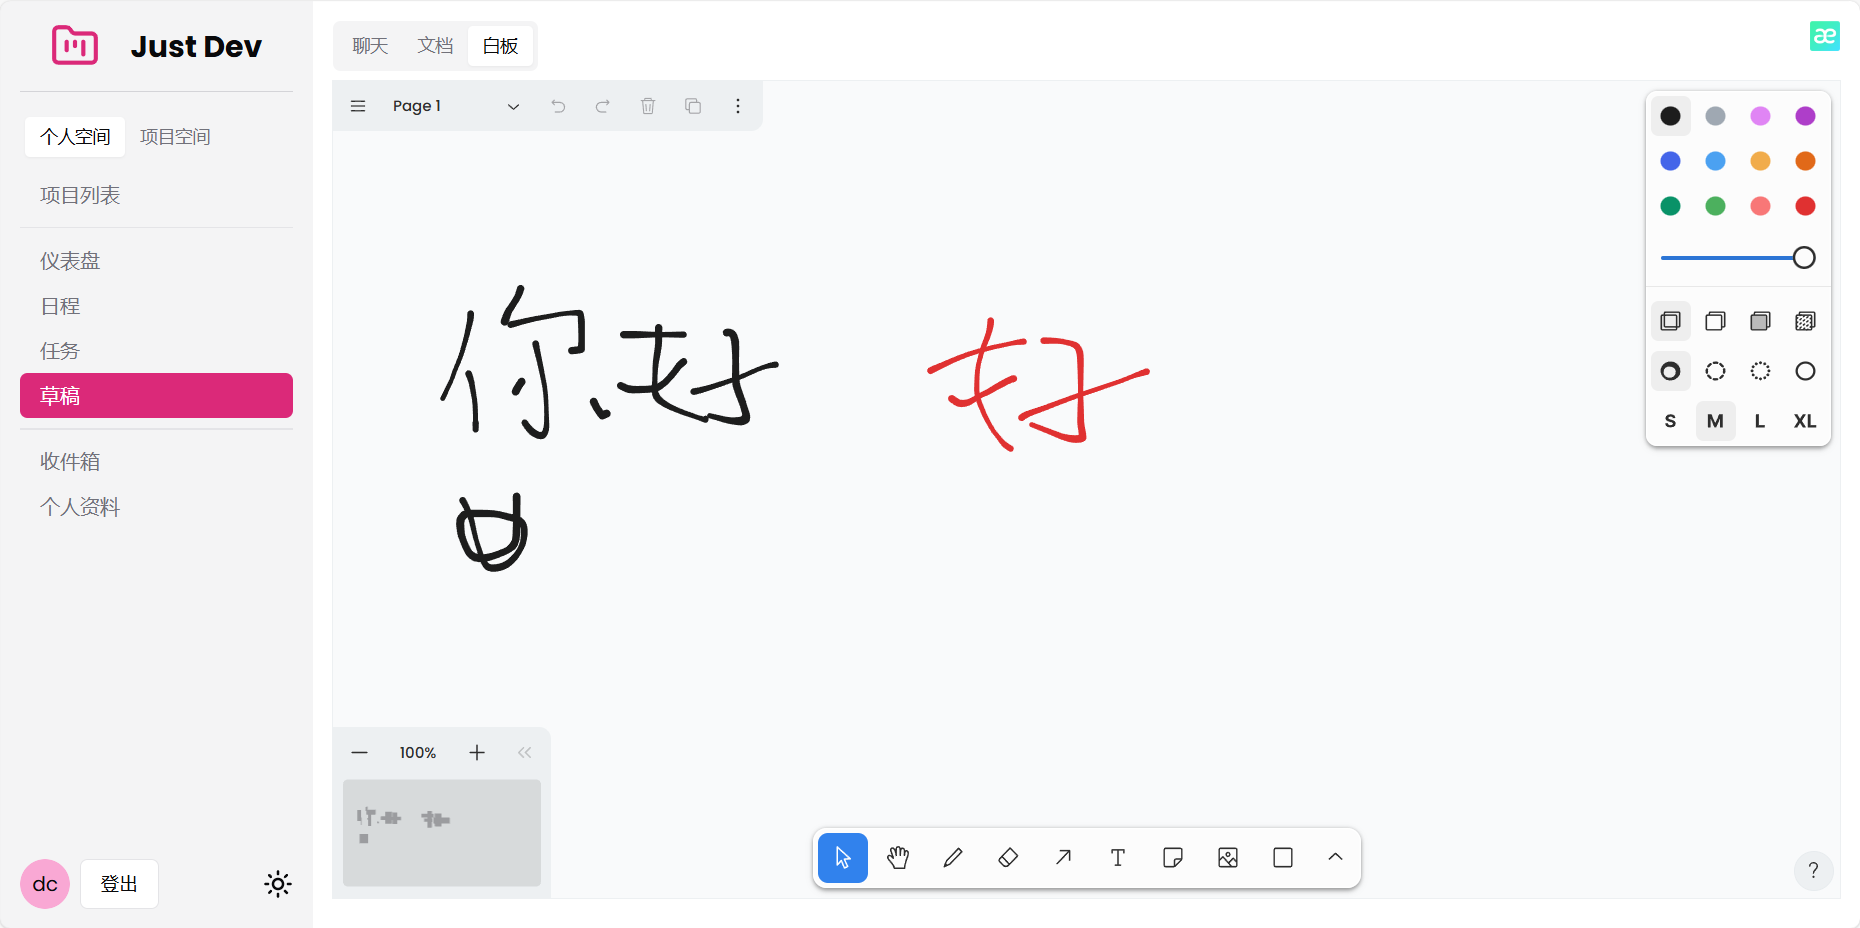 Just Dev
聊天 文档 白板
æ
Page 1
个人空间 项目空间
项目列表
仪表盘
日程
任务
草稿
收件箱
个人资料
你好 好
S M L XL
100%
T
?
dc 登出